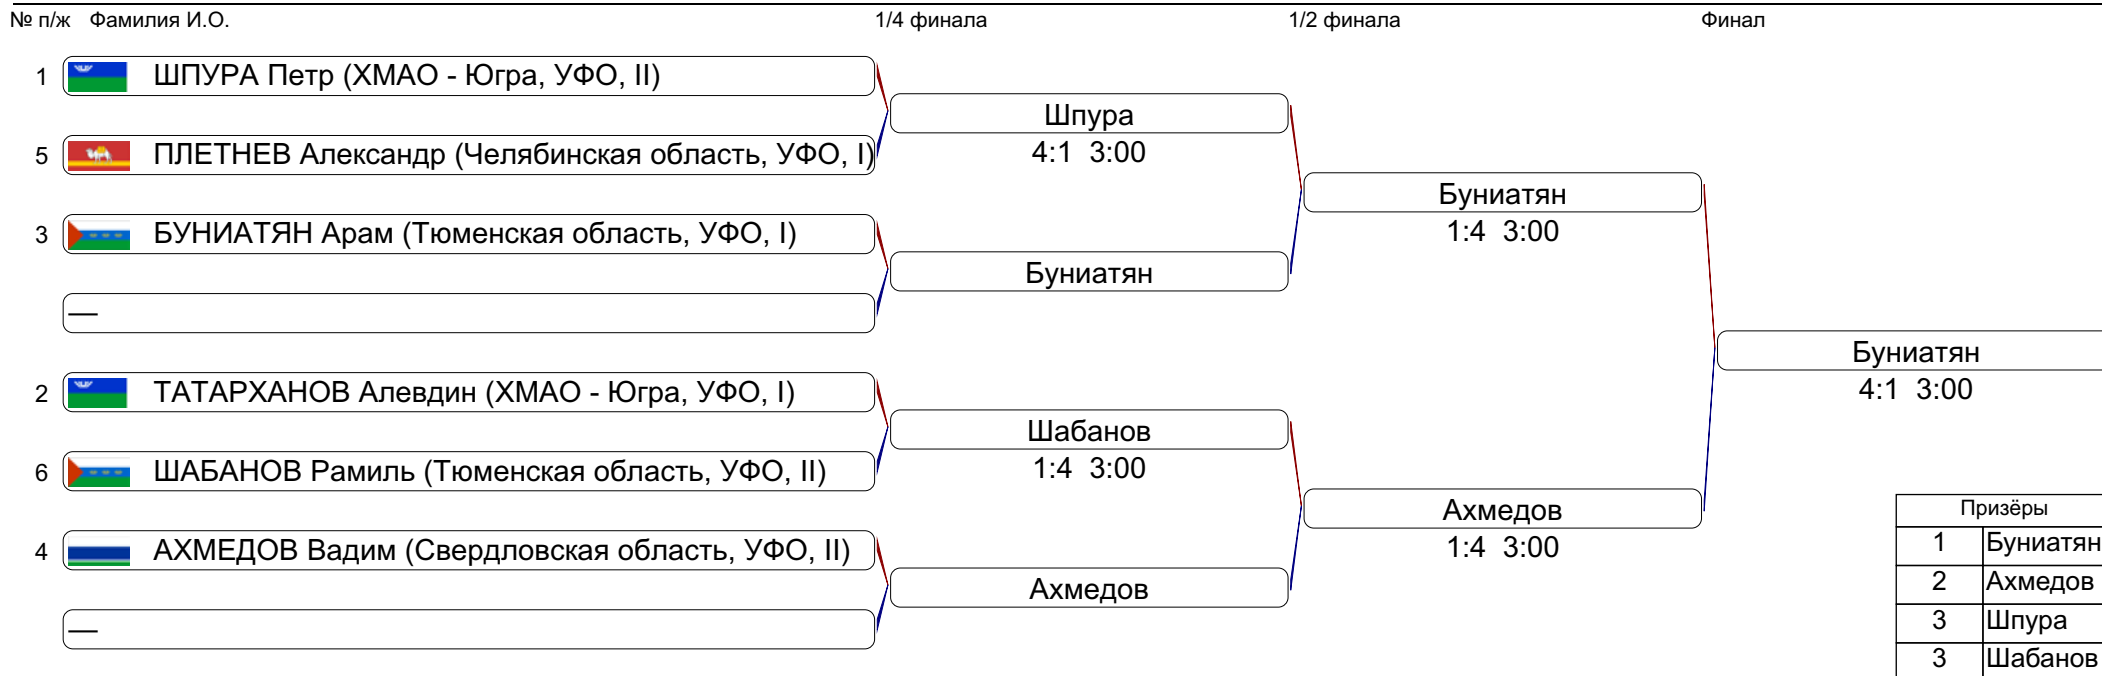 № п/ж Фамилия И.О. 1/4 финала 1/2 финала Финал
1 ШПУРА Петр (ХМАО - Югра, УФО, II)
Шпура
5 ПЛЕТНЕВ Александр (Челябинская область, УФО, I)
4:1 3:00
Буниатян
3 БУНИАТЯН Арам (Тюменская область, УФО, I)
1:4 3:00
Буниатян
—
Буниатян
4:1 3:00
2 ТАТАРХАНОВ Алевдин (ХМАО - Югра, УФО, I)
Шабанов
6 ШАБАНОВ Рамиль (Тюменская область, УФО, II)
1:4 3:00
Ахмедов
4 АХМЕДОВ Вадим (Свердловская область, УФО, II)
1:4 3:00
Ахмедов
—
Призёры
1 Буниатян
2 Ахмедов
3 Шпура
3 Шабанов